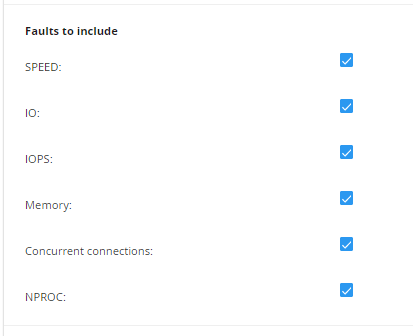 Faults to include
SPEED:
IO:
IOPS:
Memory:
Concurrent connections:
NPROC: